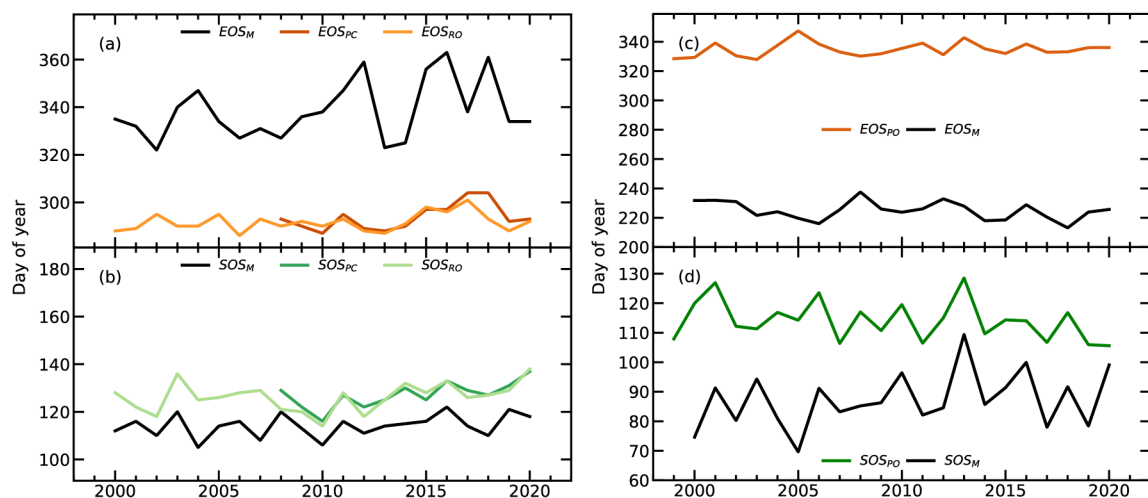 (a)
EOS_M EOS_PC EOS_RO
360
340
320
300
Day of year
(b)
SOS_M SOS_PC SOS_RO
180
160
140
120
100
2000 2005 2010 2015 2020
(c)
340
320
300
280
EOS_PO EOS_M
260
240
220
200
Day of year
(d)
130
120
110
100
90
80
70
60
SOS_PO SOS_M
2000 2005 2010 2015 2020